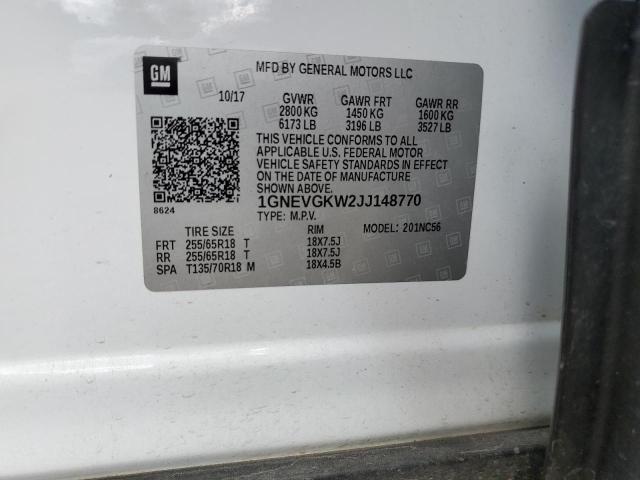 GM
MFD BY GENERAL MOTORS LLC
10/17 GVWR GAWR FRT GAWR RR
2800 KG 1450 KG 1600 KG
6173 LB 3196 LB 3527 LB
THIS VEHICLE CONFORMS TO ALL
APPLICABLE U.S. FEDERAL MOTOR
VEHICLE SAFETY STANDARDS IN EFFECT
ON THE DATE OF MANUFACTURE
SHOWN ABOVE.
8624
1GNEVGKW2JJ148770
TYPE: M.P.V. MODEL: 201NC56
TIRE SIZE RIM
FRT 255/65R18 T 18X7.5J
RR 255/65R18 T 18X7.5J
SPA T135/70R18 M 18X4.5B